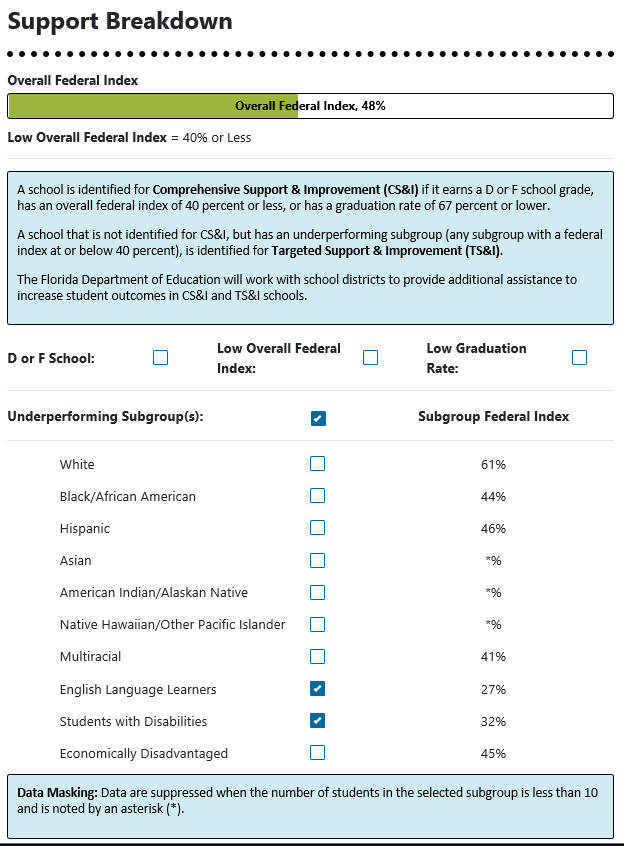 Support Breakdown
Overall Federal Index
Overall Federal Index, 48%
Low Overall Federal Index = 40% or Less
A school is identified for Comprehensive Support & Improvement (CS&I) if it earns a D or F school grade,
has an overall federal index of 40 percent or less, or has a graduation rate of 67 percent or lower.
A school that is not identified for CS&I, but has an underperforming subgroup (any subgroup with a federal
index at or below 40 percent), is identified for Targeted Support & Improvement (TS&I).
The Florida Department of Education will work with school districts to provide additional assistance to
increase student outcomes in CS&I and TS&I schools.
D or F School:
Low Overall Federal
Index:
Low Graduation
Rate:
Underperforming Subgroup(s): Subgroup Federal Index
White 61%
Black/African American 44%
Hispanic 46%
Asian *%
American Indian/Alaskan Native *%
Native Hawaiian/Other Pacific Islander *%
Multiracial 41%
English Language Learners 27%
Students with Disabilities 32%
Economically Disadvantaged 45%
Data Masking: Data are suppressed when the number of students in the selected subgroup is less than 10
and is noted by an asterisk (*).